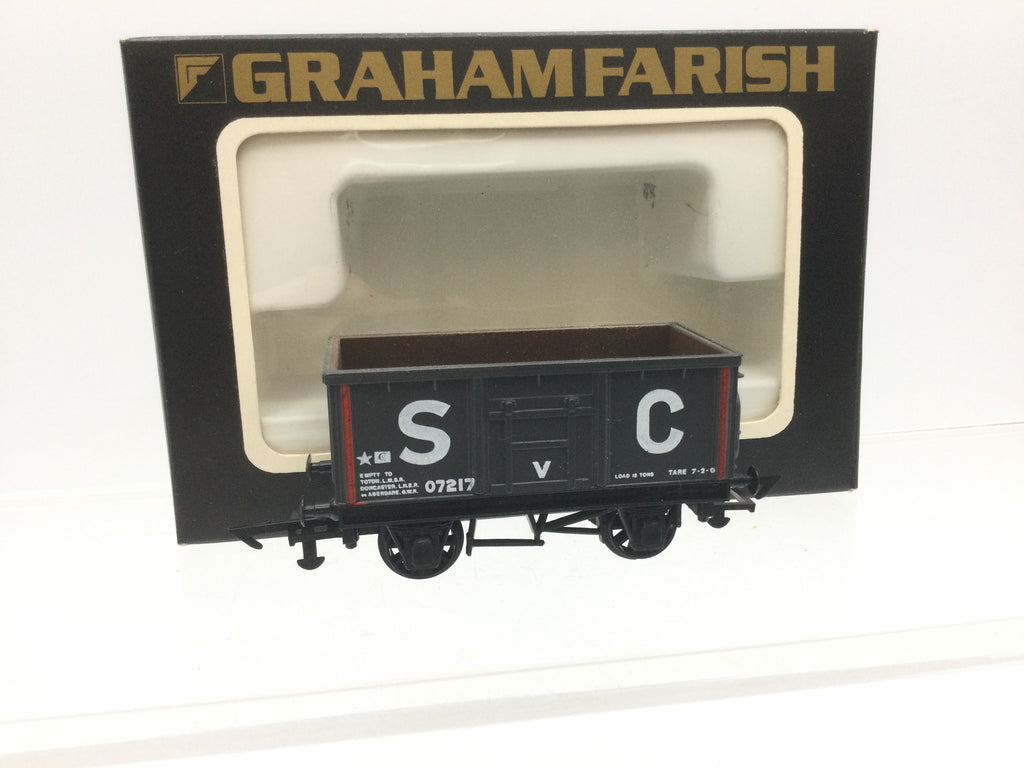 GRAHAM FARISH
S C
EMPTY TO
TOTON. L.M.S.R.
DONCASTER. L.N.E.R.
OR ABERDARE. G.W.R.
07217
V
LOAD 12 TONS
TARE 7-2-0